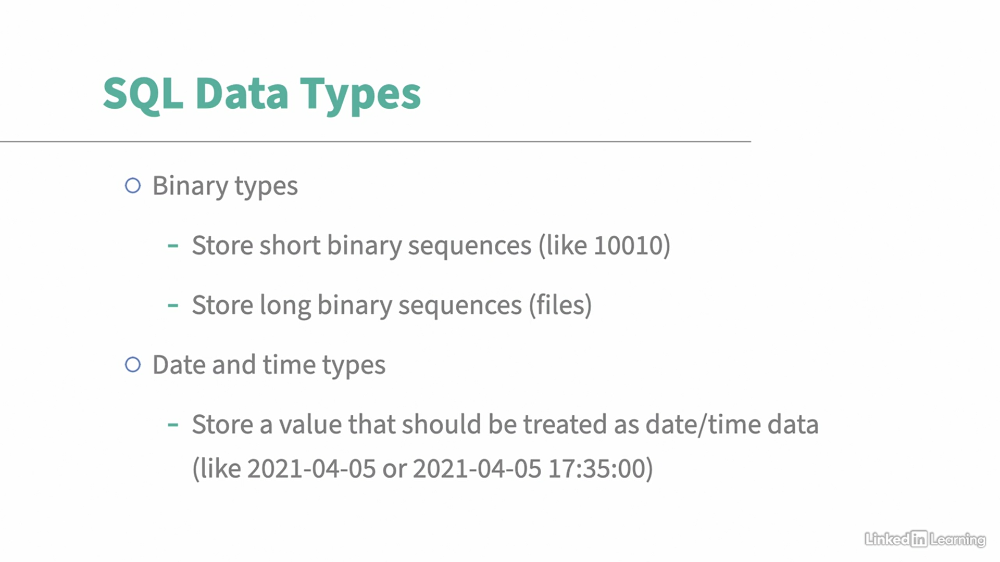 SQL Data Types
Binary types
- Store short binary sequences (like 10010)
- Store long binary sequences (files)
Date and time types
- Store a value that should be treated as date/time data
(like 2021-04-05 or 2021-04-05 17:35:00)
Linked in Learning